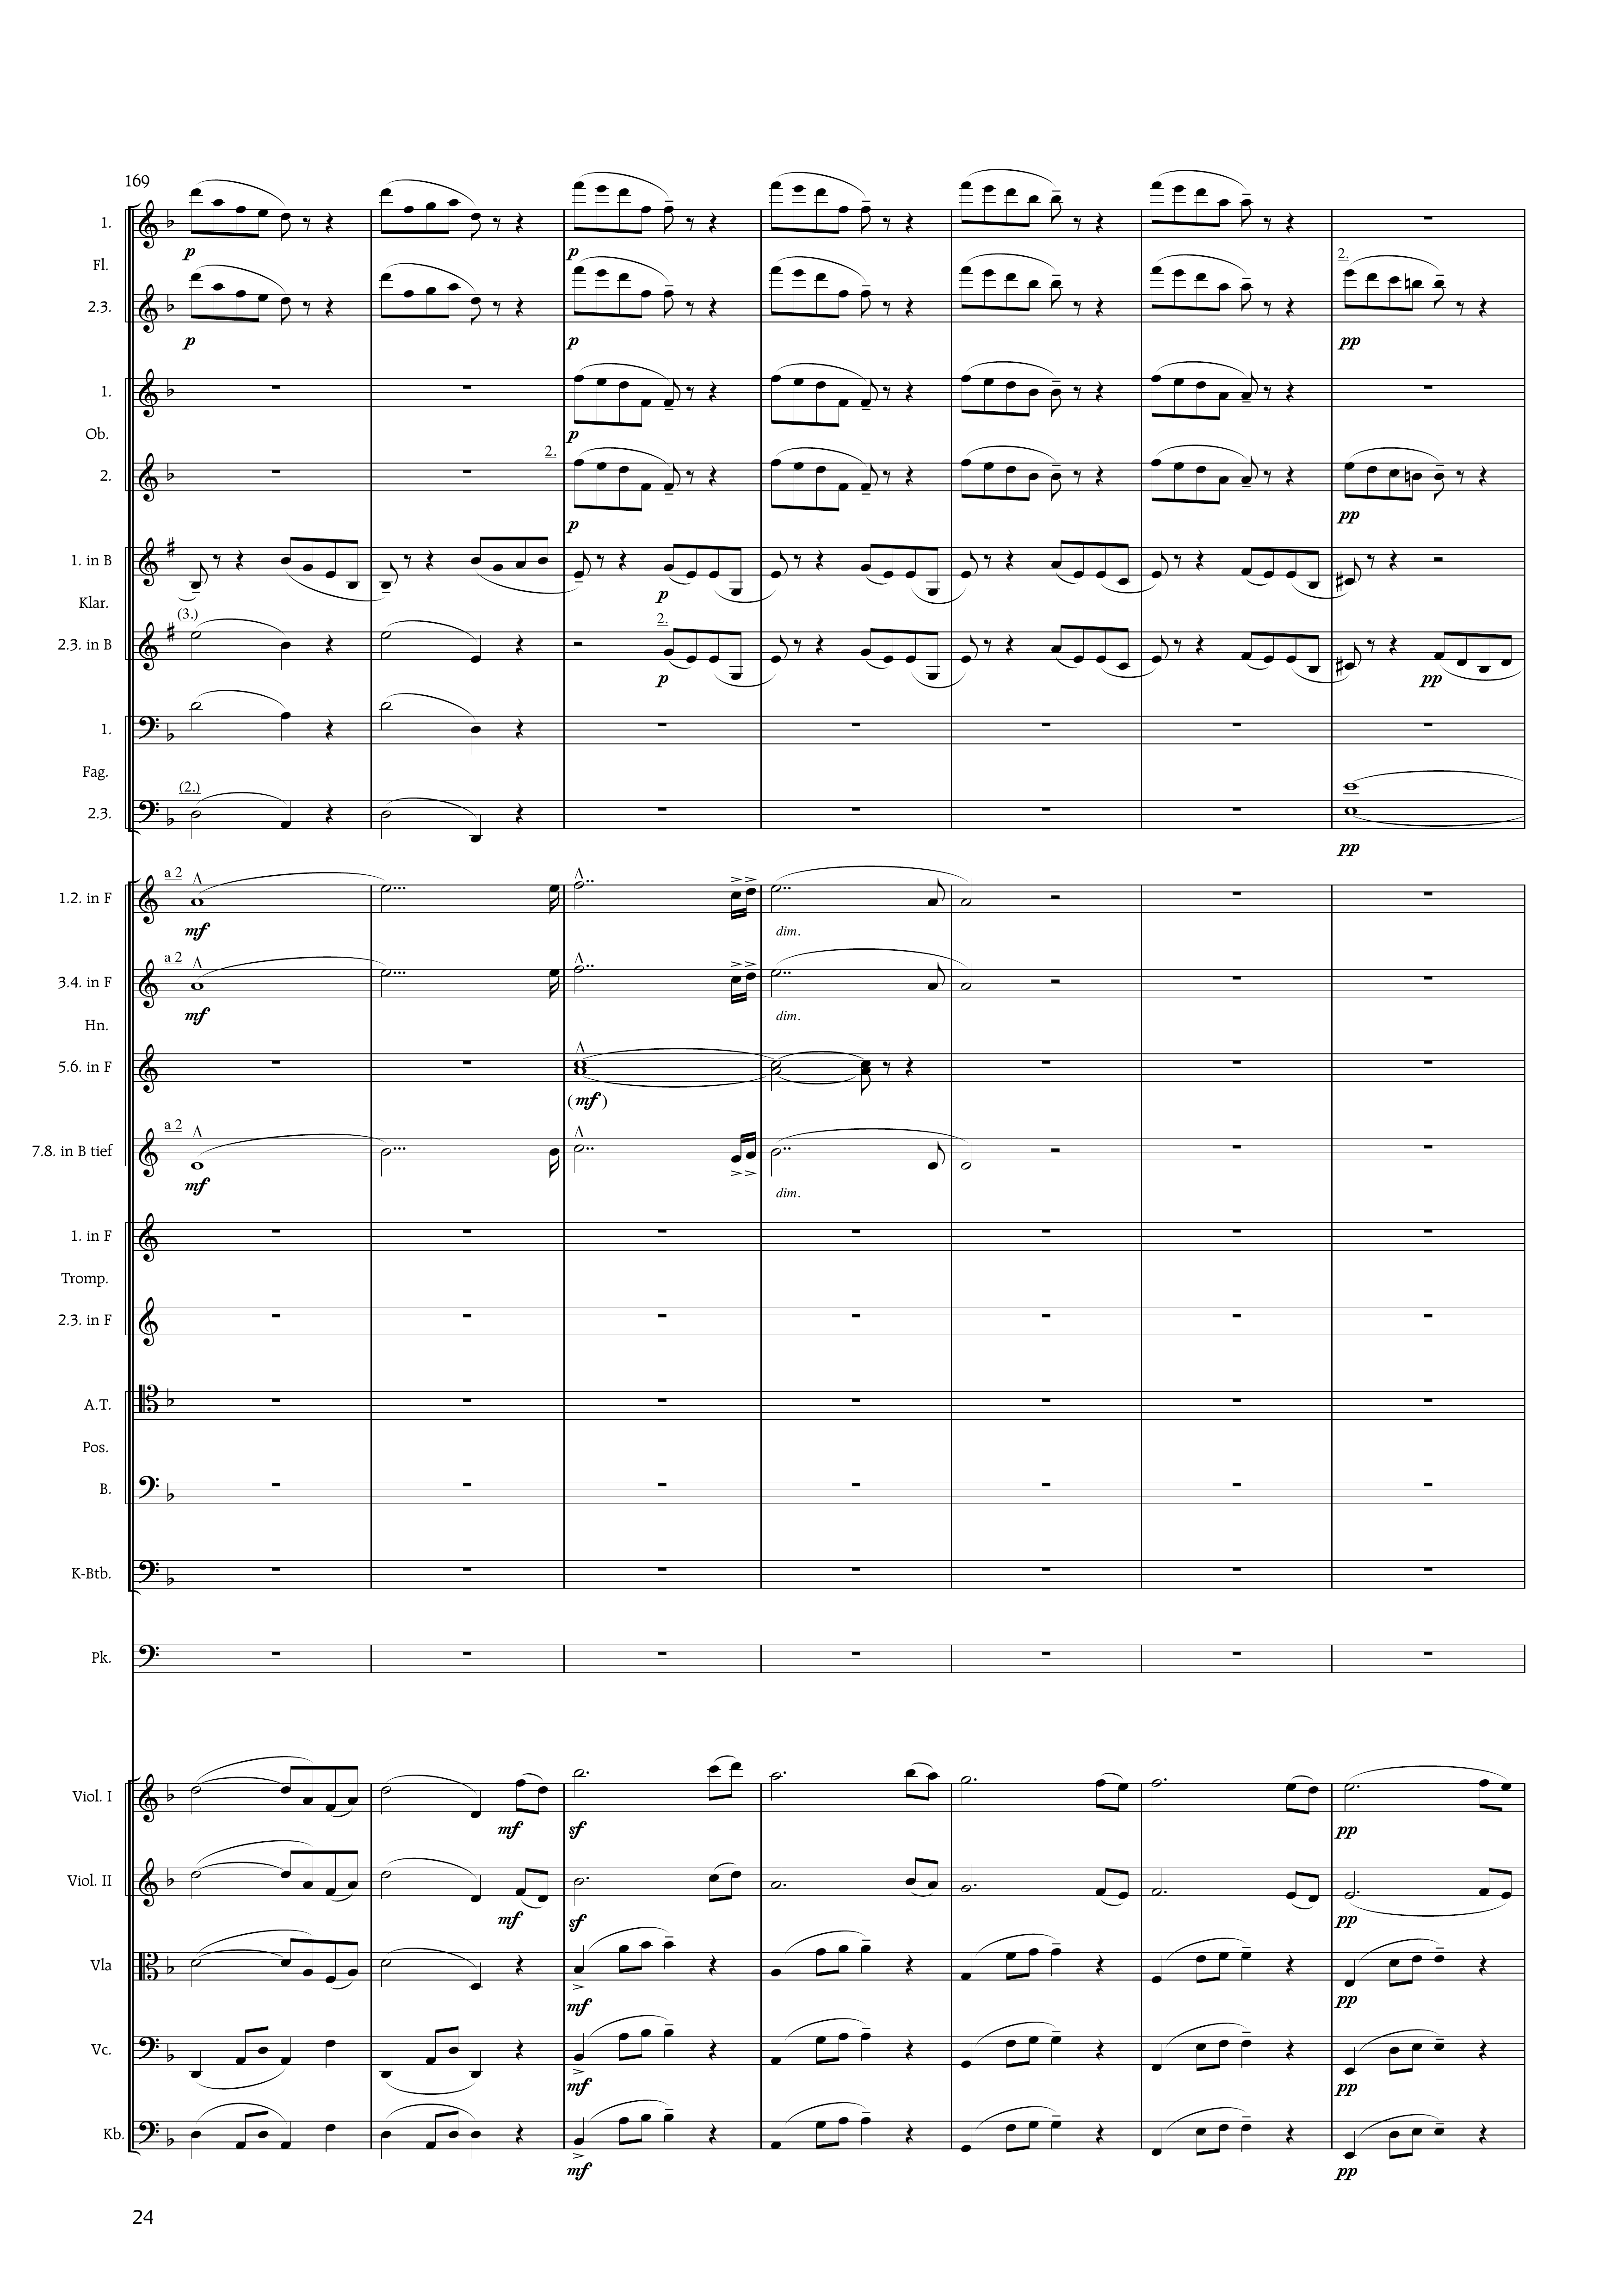 169
1.
p p
Fl.
2.
2.3.
p p pp
1.
p
Ob.
2.
2.
p pp
1. in B
p
Klar.
(3.) 2.
2.3. in B
p pp
1.
Fag.
(2.)
2.3.
pp
a 2
1.2. in F
mf dim.
a 2
3.4. in F
mf dim.
Hn.
5.6. in F
(mf)
a 2
7.8. in B tief
mf dim.
1. in F
Tromp.
2.3. in F
A.T.
Pos.
B.
K-Btb.
Pk.
Viol. I
mf sf pp
Viol. II
mf sf pp
Vla
mf pp
Vc.
mf pp
Kb.
mf pp
24